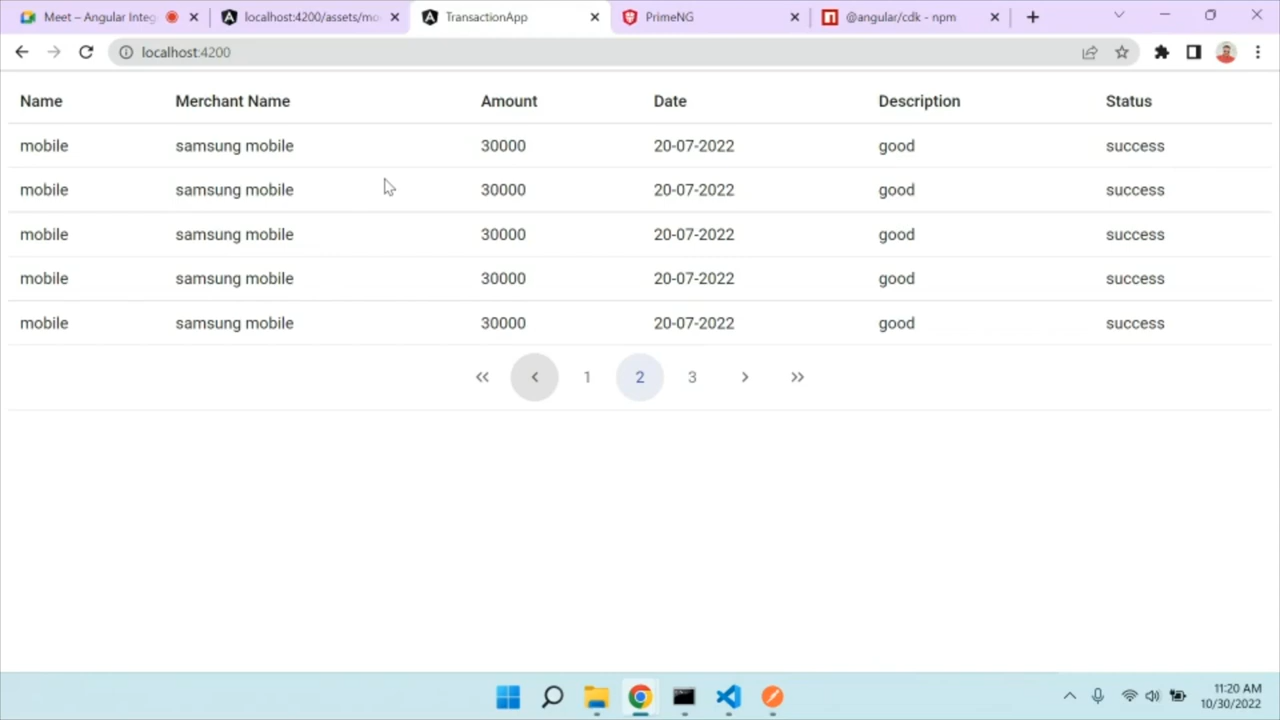 Meet – Angular Integ
localhost:4200/assets/mo
TransactionApp
PrimeNG
@angular/cdk - npm
localhost:4200
Name Merchant Name Amount Date Description Status
mobile samsung mobile 30000 20-07-2022 good success
mobile samsung mobile 30000 20-07-2022 good success
mobile samsung mobile 30000 20-07-2022 good success
mobile samsung mobile 30000 20-07-2022 good success
mobile samsung mobile 30000 20-07-2022 good success
« ‹ 1 2 3 › »
11:20 AM
10/30/2022